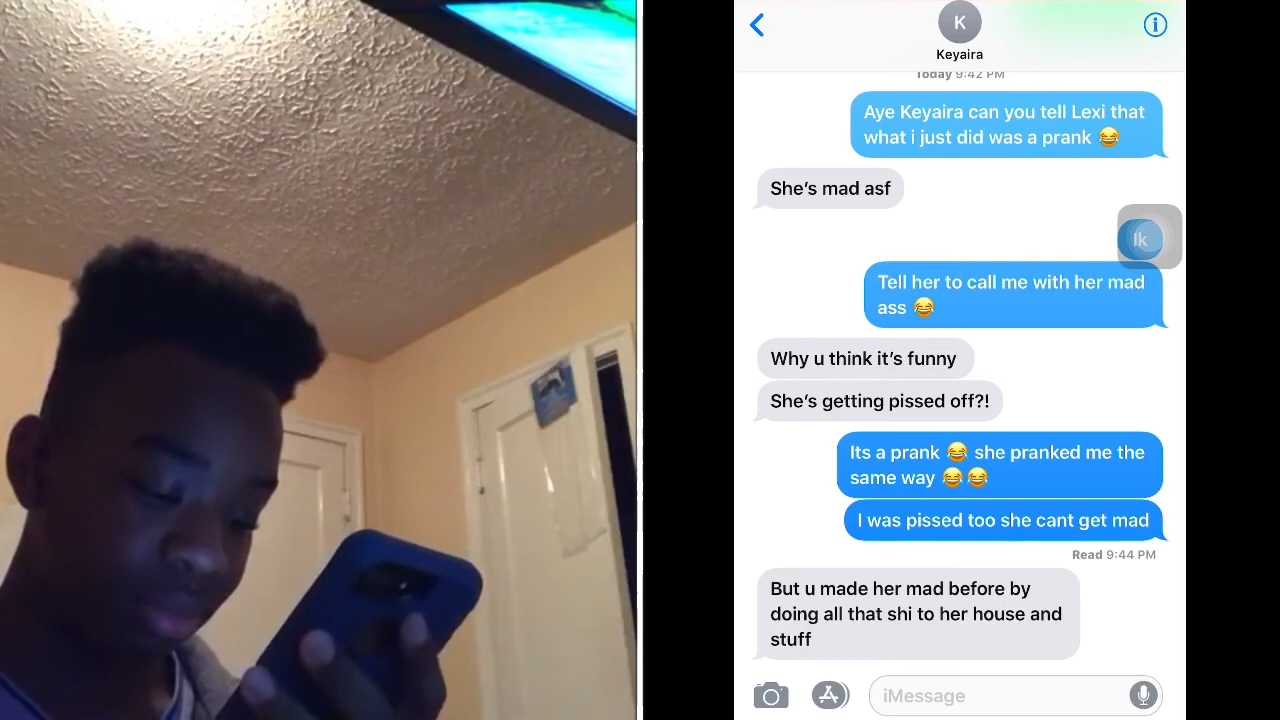 K
Keyaira
Today 9:42 PM
Aye Keyaira can you tell Lexi that
what i just did was a prank 😂
She's mad asf
Ik
Tell her to call me with her mad
ass 😂
Why u think it's funny
She's getting pissed off?!
Its a prank 😂 she pranked me the
same way 😂😂
I was pissed too she cant get mad
Read 9:44 PM
But u made her mad before by
doing all that shi to her house and
stuff
iMessage